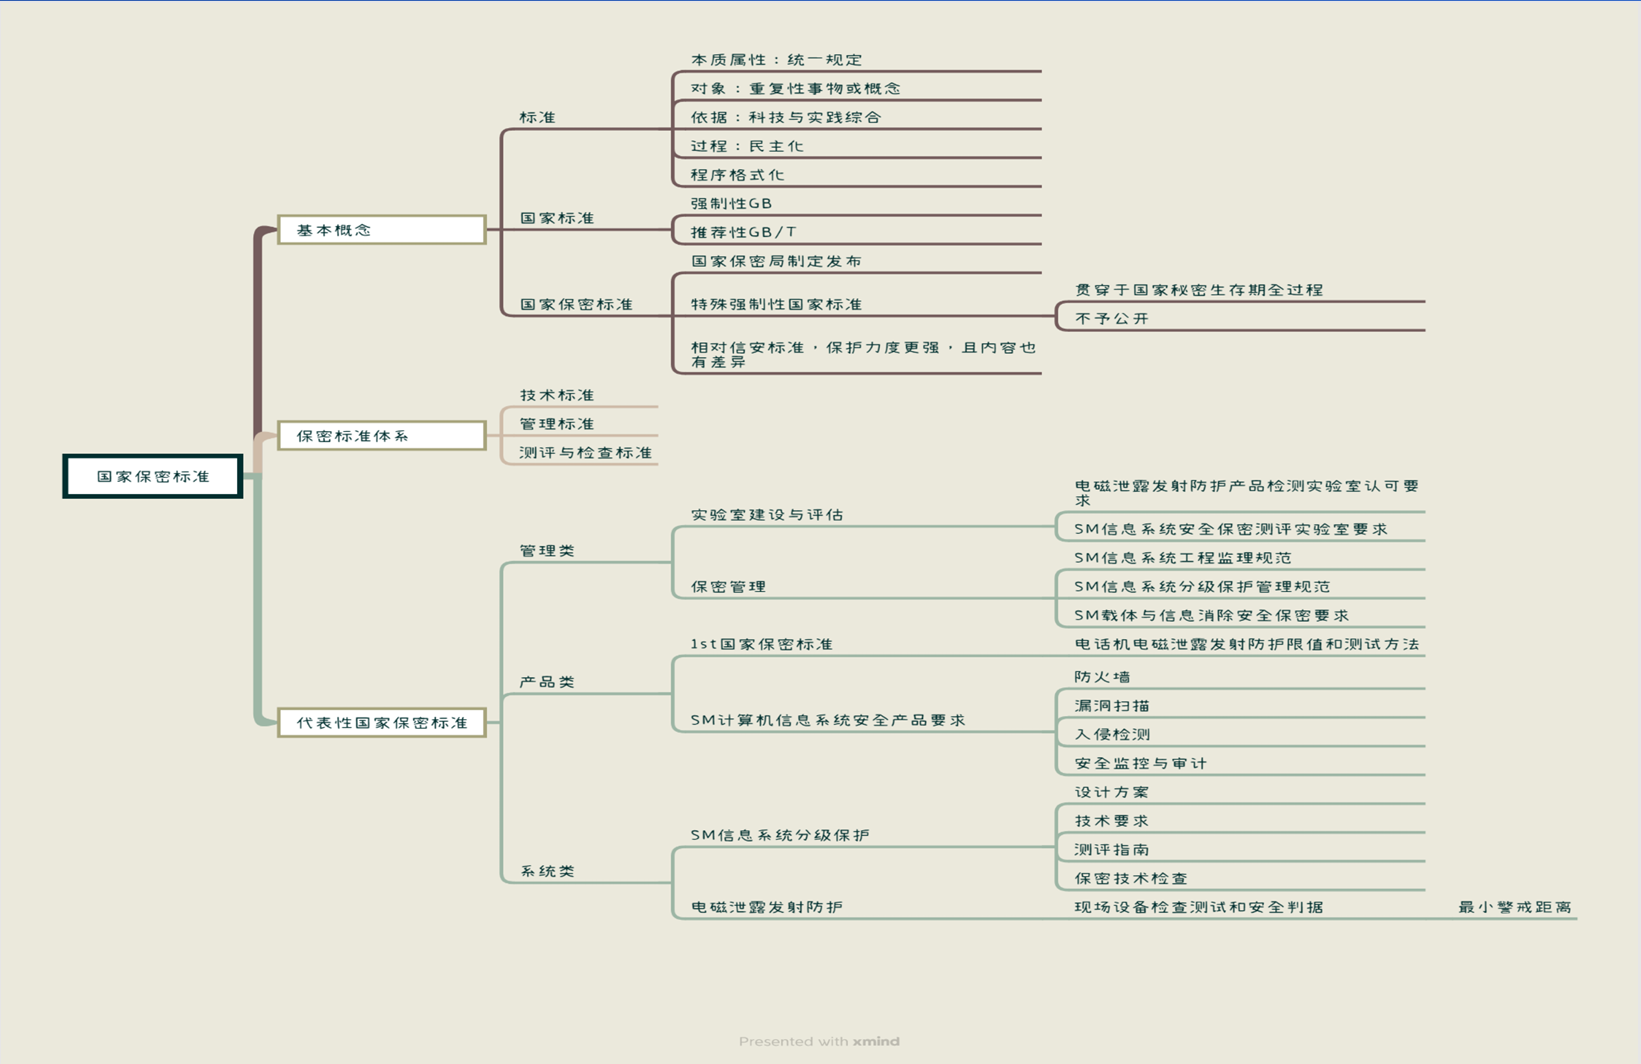 本质属性：统一规定
对象：重复性事物或概念
标准
依据：科技与实践综合
过程：民主化
程序格式化
强制性GB
国家标准
推荐性GB/T
基本概念
国家保密局制定发布
贯穿于国家秘密生存期全过程
国家保密标准
特殊强制性国家标准
不予公开
相对信安标准，保护力度更强，且内容也
有差异
技术标准
管理标准
保密标准体系
测评与检查标准
国家保密标准
电磁泄露发射防护产品检测实验室认可要
求
实验室建设与评估
SM信息系统安全保密测评实验室要求
管理类
SM信息系统工程监理规范
保密管理
SM信息系统分级保护管理规范
SM载体与信息消除安全保密要求
1st国家保密标准
电话机电磁泄露发射防护限值和测试方法
产品类
防火墙
漏洞扫描
代表性国家保密标准
SM计算机信息系统安全产品要求
入侵检测
安全监控与审计
设计方案
技术要求
SM信息系统分级保护
测评指南
系统类
保密技术检查
电磁泄露发射防护
现场设备检查测试和安全判据
最小警戒距离
Presented with xmind